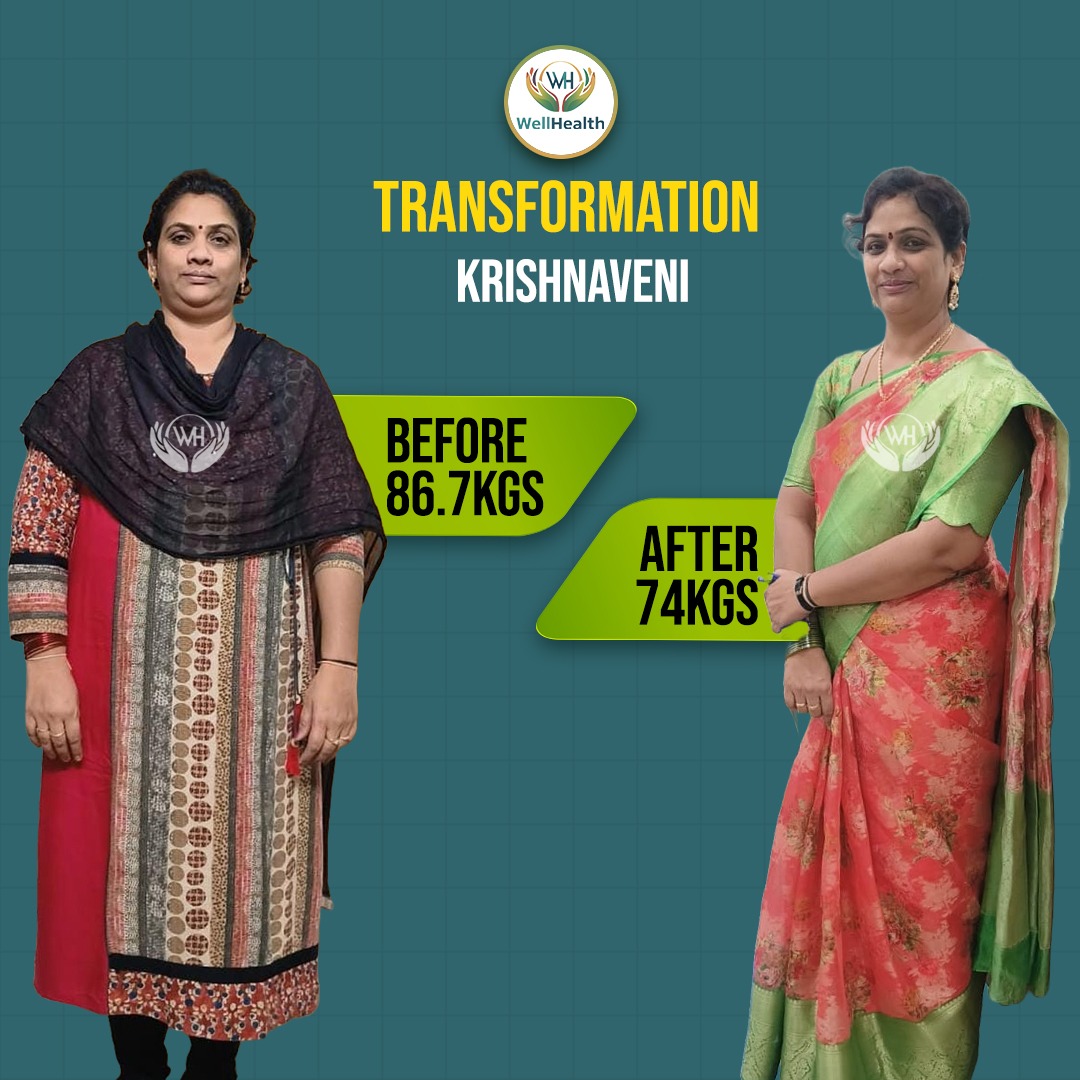 WH
WellHealth
TRANSFORMATION
KRISHNAVENI
BEFORE
86.7KGS
AFTER
74KGS
WH
WH